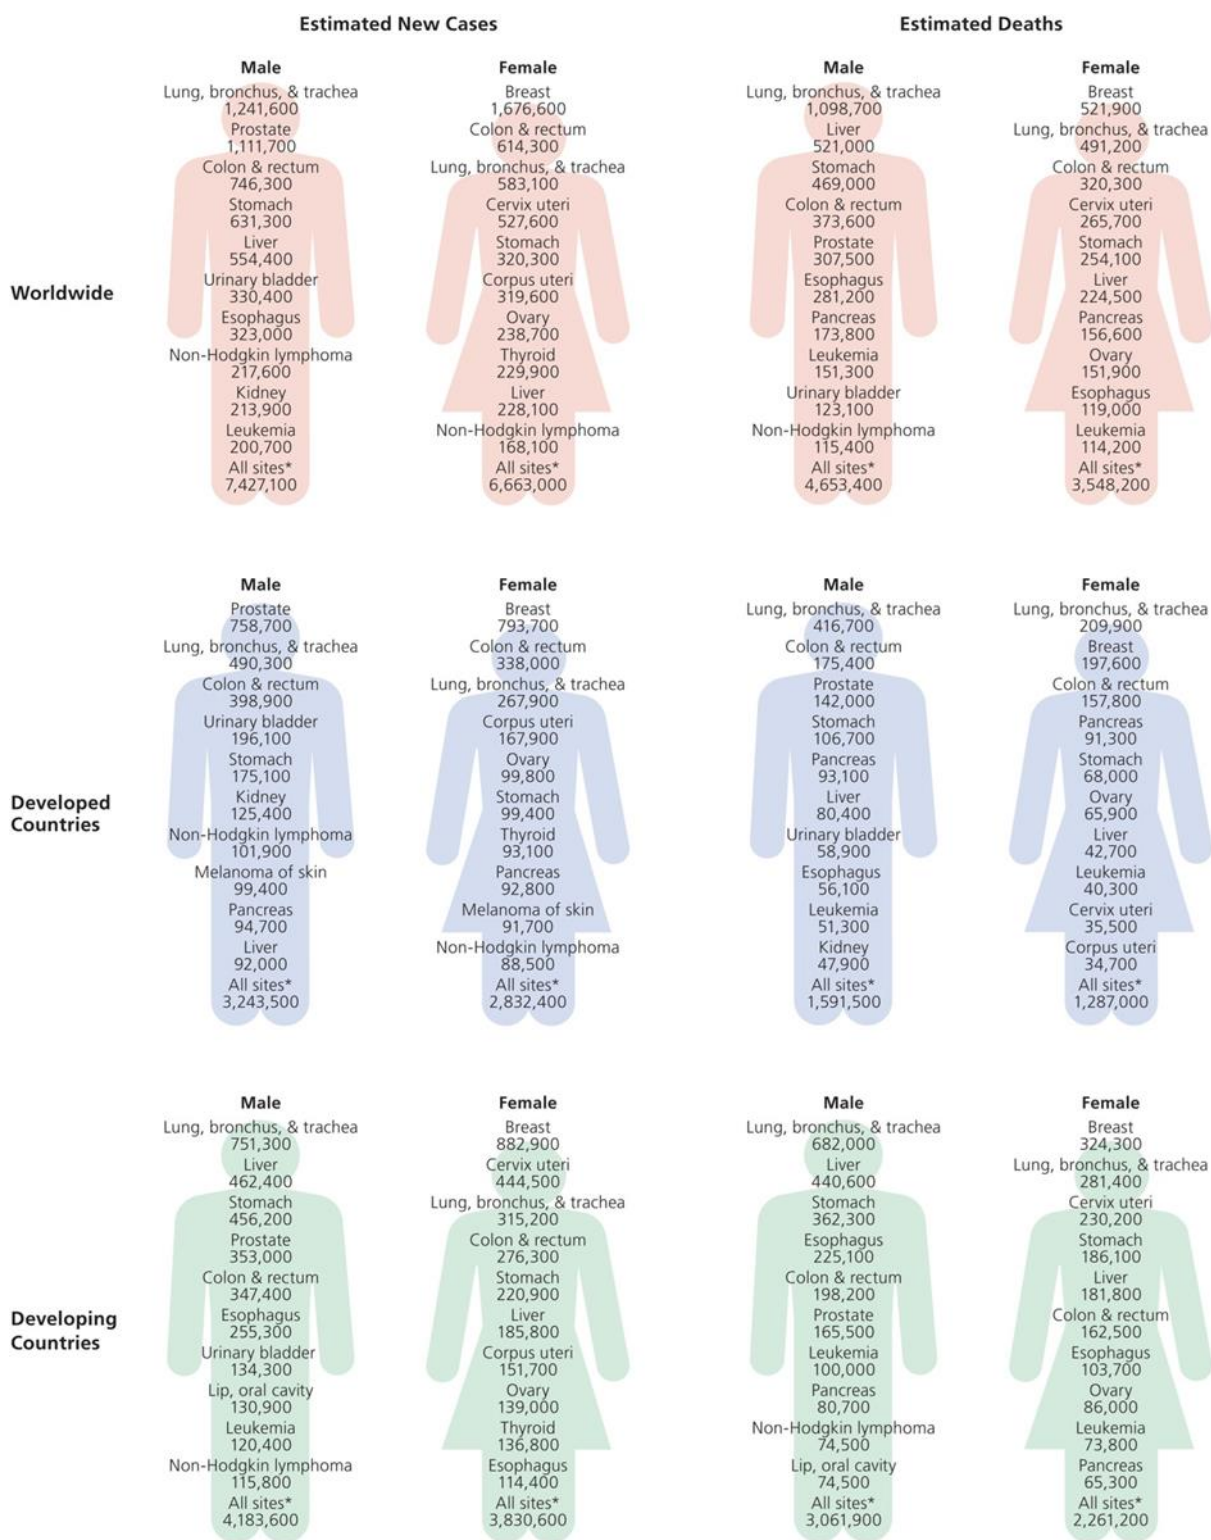 Estimated New Cases
Estimated Deaths
Worldwide
Male
Lung, bronchus, & trachea
1,241,600
Prostate
1,111,700
Colon & rectum
746,300
Stomach
631,300
Liver
554,400
Urinary bladder
330,400
Esophagus
323,000
Non-Hodgkin lymphoma
217,600
Kidney
213,900
Leukemia
200,700
All sites*
7,427,100
Female
Breast
1,676,600
Colon & rectum
614,300
Lung, bronchus, & trachea
583,100
Cervix uteri
527,600
Stomach
320,300
Corpus uteri
319,600
Ovary
238,700
Thyroid
229,900
Liver
228,100
Non-Hodgkin lymphoma
168,100
All sites*
6,663,000
Male
Lung, bronchus, & trachea
1,098,700
Liver
521,000
Stomach
469,000
Colon & rectum
373,600
Prostate
307,500
Esophagus
281,200
Pancreas
173,800
Leukemia
151,300
Urinary bladder
123,100
Non-Hodgkin lymphoma
115,400
All sites*
4,653,400
Female
Breast
521,900
Lung, bronchus, & trachea
491,200
Colon & rectum
320,300
Cervix uteri
265,700
Stomach
254,100
Liver
224,500
Pancreas
156,600
Ovary
151,900
Esophagus
119,000
Leukemia
114,200
All sites*
3,548,200
Developed
Countries
Male
Prostate
758,700
Lung, bronchus, & trachea
490,300
Colon & rectum
398,900
Urinary bladder
196,100
Stomach
175,100
Kidney
125,400
Non-Hodgkin lymphoma
101,900
Melanoma of skin
99,400
Pancreas
94,700
Liver
92,000
All sites*
3,243,500
Female
Breast
793,700
Colon & rectum
338,000
Lung, bronchus, & trachea
267,900
Corpus uteri
167,900
Ovary
99,800
Stomach
99,400
Thyroid
93,100
Pancreas
92,800
Melanoma of skin
91,700
Non-Hodgkin lymphoma
88,500
All sites*
2,832,400
Male
Lung, bronchus, & trachea
416,700
Colon & rectum
175,400
Prostate
142,000
Stomach
106,700
Pancreas
93,100
Liver
80,400
Urinary bladder
58,900
Esophagus
56,100
Leukemia
51,300
Kidney
47,900
All sites*
1,591,500
Female
Lung, bronchus, & trachea
209,900
Breast
197,600
Colon & rectum
157,800
Pancreas
91,300
Stomach
68,000
Ovary
65,900
Liver
42,700
Leukemia
40,300
Cervix uteri
35,500
Corpus uteri
34,700
All sites*
1,287,000
Developing
Countries
Male
Lung, bronchus, & trachea
751,300
Liver
462,400
Stomach
456,200
Prostate
353,000
Colon & rectum
347,400
Esophagus
255,300
Urinary bladder
134,300
Lip, oral cavity
130,900
Leukemia
120,400
Non-Hodgkin lymphoma
115,800
All sites*
4,183,600
Female
Breast
882,900
Cervix uteri
444,500
Lung, bronchus, & trachea
315,200
Colon & rectum
276,300
Stomach
220,900
Liver
185,800
Corpus uteri
151,700
Ovary
139,000
Thyroid
136,800
Esophagus
114,400
All sites*
3,830,600
Male
Lung, bronchus, & trachea
682,000
Liver
440,600
Stomach
362,300
Esophagus
225,100
Colon & rectum
198,200
Prostate
165,500
Leukemia
100,000
Pancreas
80,700
Non-Hodgkin lymphoma
74,500
Lip, oral cavity
74,500
All sites*
3,061,900
Female
Breast
324,300
Lung, bronchus, & trachea
281,400
Cervix uteri
230,200
Stomach
186,100
Liver
181,800
Colon & rectum
162,500
Esophagus
103,700
Ovary
86,000
Leukemia
73,800
Pancreas
65,300
All sites*
2,261,200